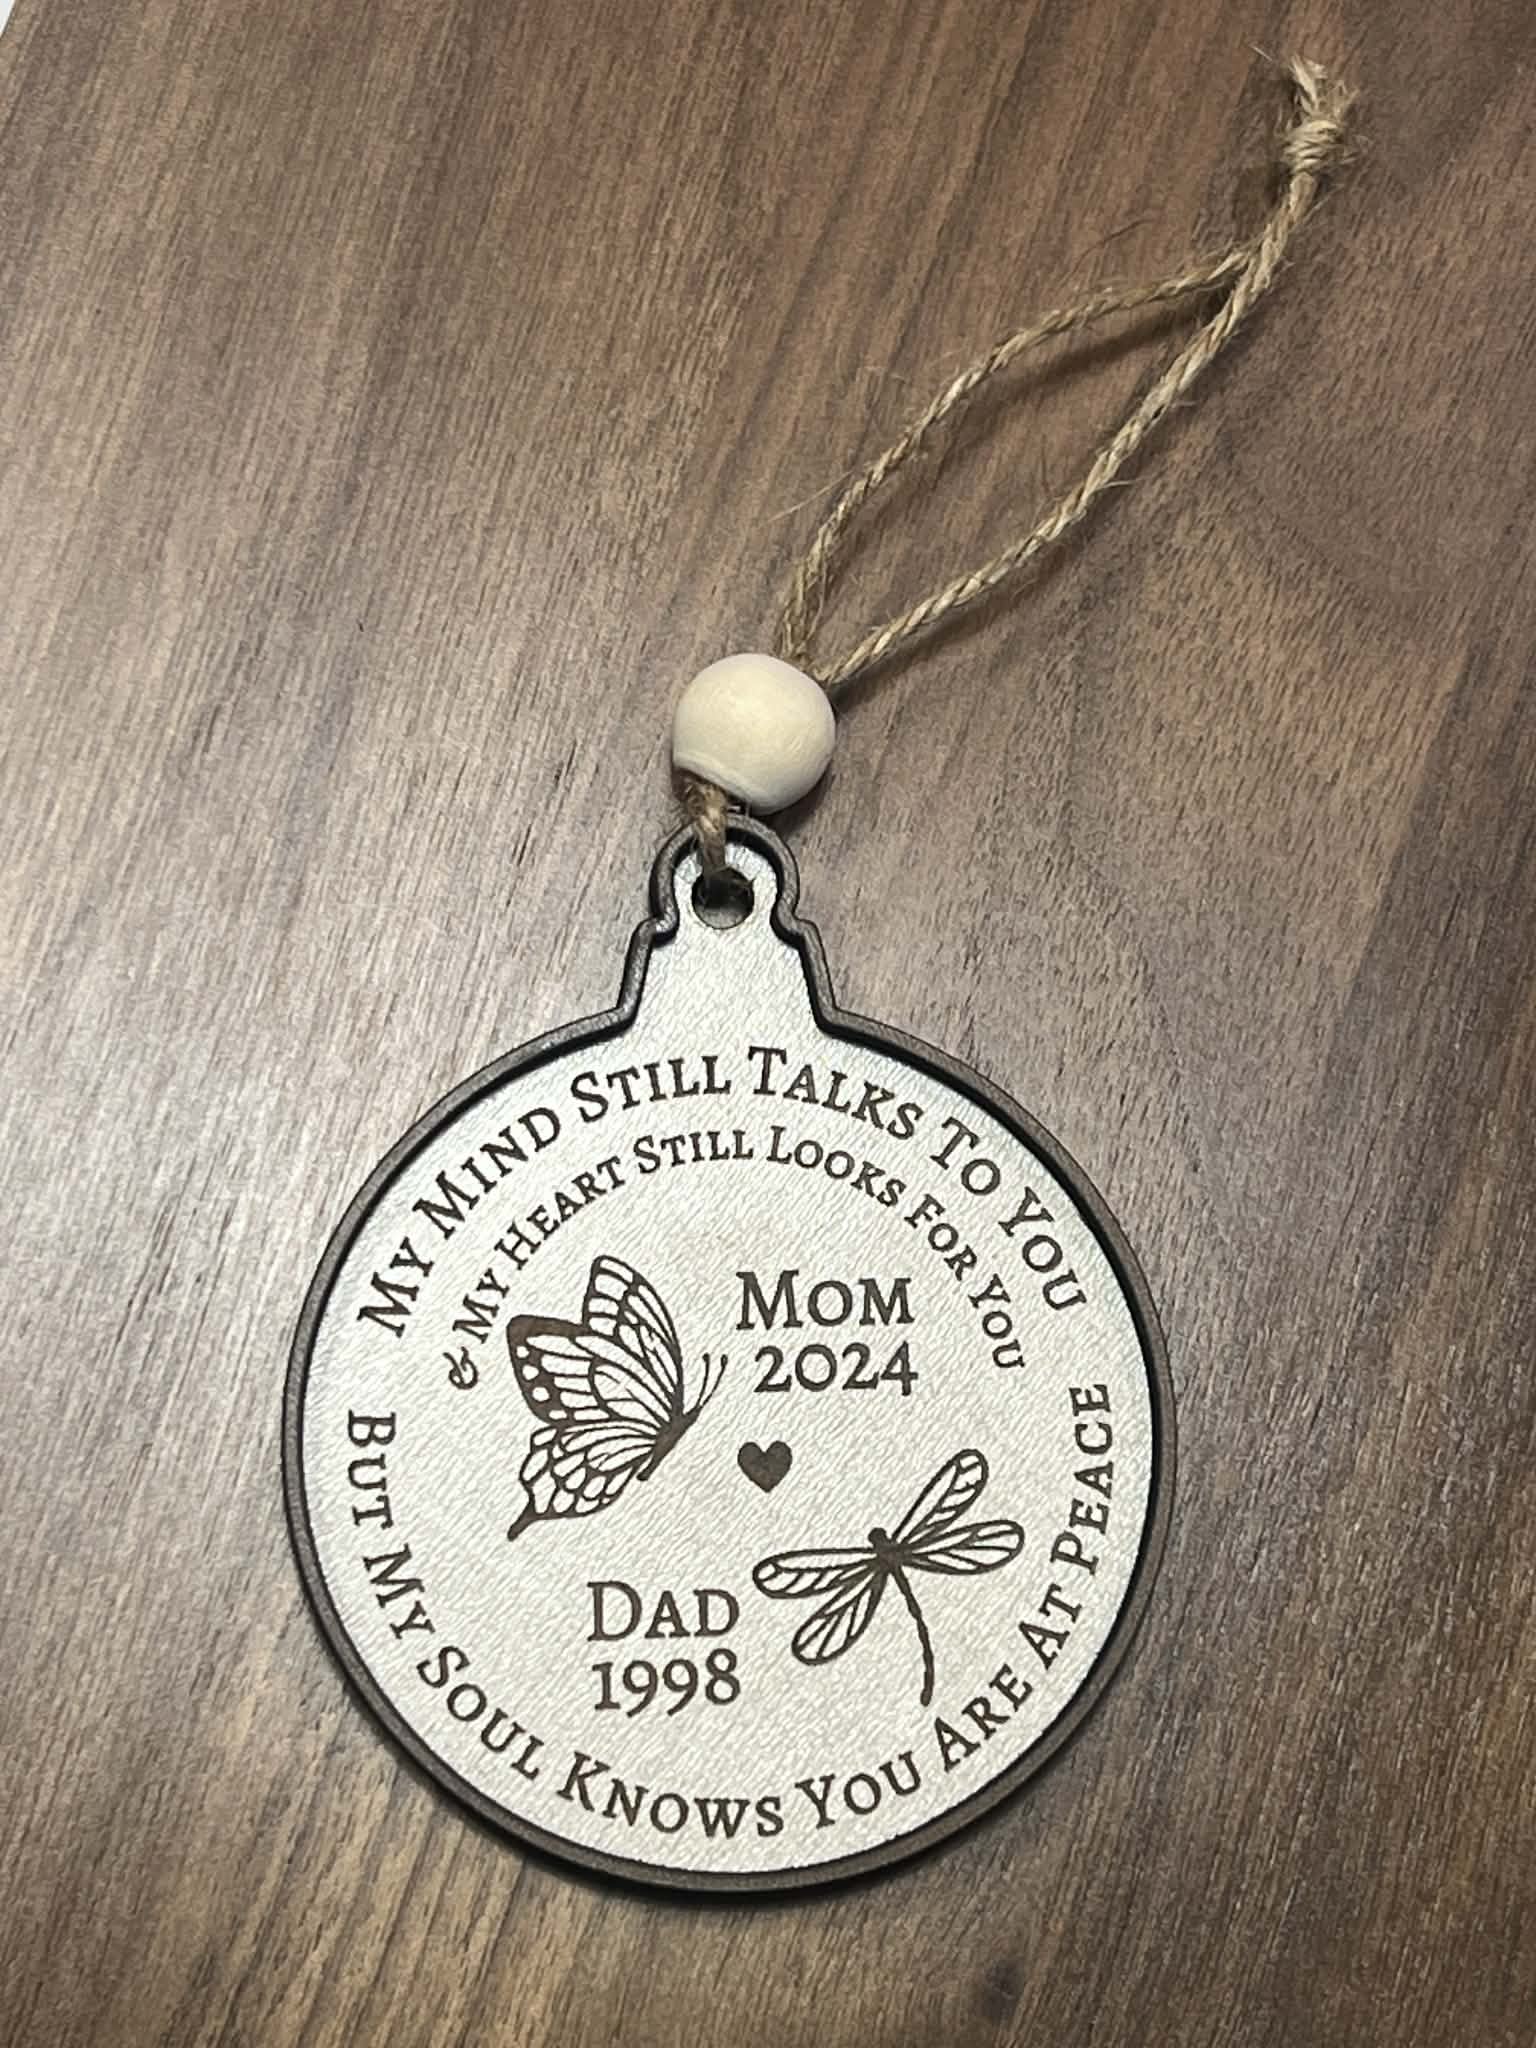 My Mind Still Talks To You
& My Heart Still Looks for You
Mom
2024
Dad
1998
But My Soul Knows You Are At Peace